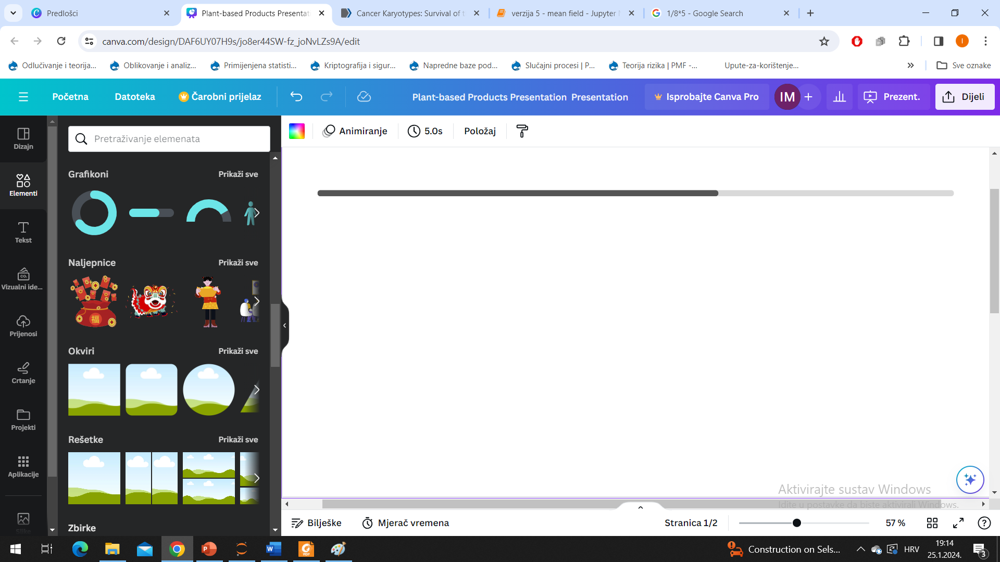 Predlošci
Plant-based Products Presentati
Cancer Karyotypes: Survival of t
verzija 5 - mean field - Jupyter
1/8*5 - Google Search
canva.com/design/DAF6UY07H9s/jo8er44SW-fz_joNvLZs9A/edit
I
Odlučivanje i teorija...
Oblikovanje i analiz...
Primijenjena statisti...
Kriptografija i sigur...
Napredne baze pod...
Slučajni procesi | P...
Teorija rizika | PMF -...
Upute-za-korištenje...
Sve oznake
Početna
Datoteka
Čarobni prijelaz
Plant-based Products Presentation Presentation
Isprobajte Canva Pro
IM
Prezent.
Dijeli
Dizajn
Elementi
Tekst
CO.
Vizualni ide...
Prijenosi
Crtanje
Projekti
Aplikacije
Slike
Pretraživanje elemenata
Grafikoni
Prikaži sve
Naljepnice
Prikaži sve
福
Okviri
Prikaži sve
Rešetke
Prikaži sve
Zbirke
Animiranje
5.0s
Položaj
Aktivirajte sustav Windows
Idite u postavke da biste aktivirali Windows.
Bilješke
Mjerač vremena
Stranica 1/2
57 %
Construction on Sels...
HRV
19:14
25.1.2024.
3